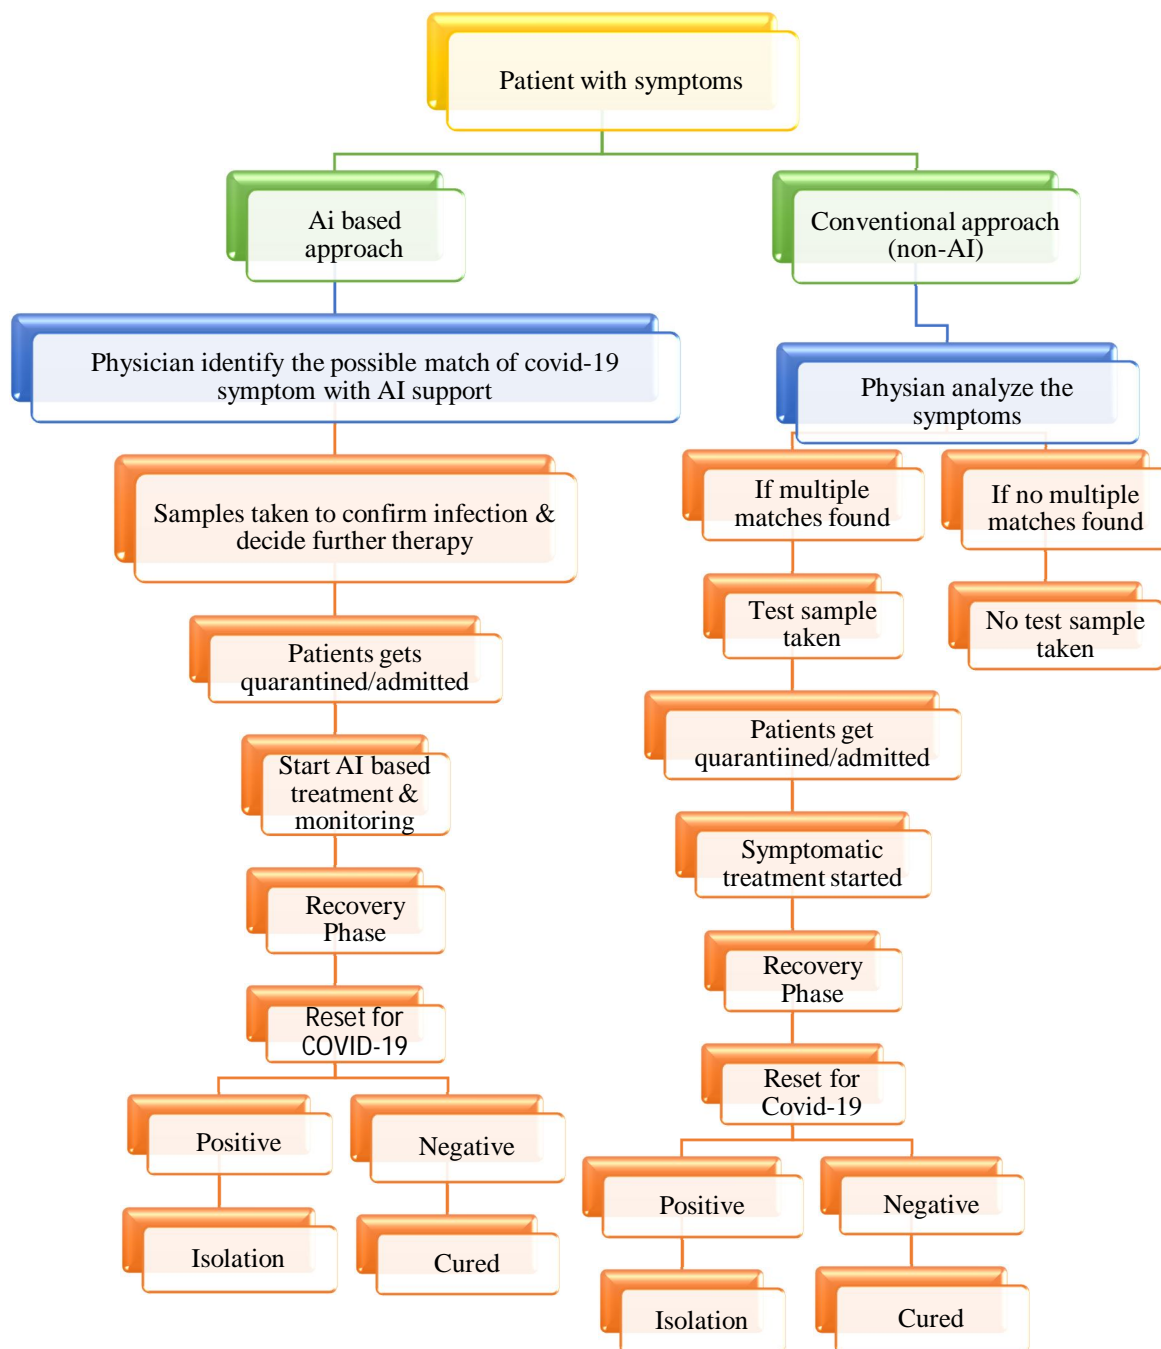 Patient with symptoms
Ai based
approach
Conventional approach
(non-AI)
Physician identify the possible match of covid-19
symptom with AI support
Physian analyze the
symptoms
Samples taken to confirm infection &
decide further therapy
If multiple
matches found
If no multiple
matches found
Test sample
taken
No test sample
taken
Patients gets
quarantined/admitted
Patients get
quarantiined/admitted
Start AI based
treatment &
monitoring
Symptomatic
treatment started
Recovery
Phase
Recovery
Phase
Reset for
COVID-19
Reset for
Covid-19
Positive
Negative
Positive
Negative
Isolation
Cured
Isolation
Cured